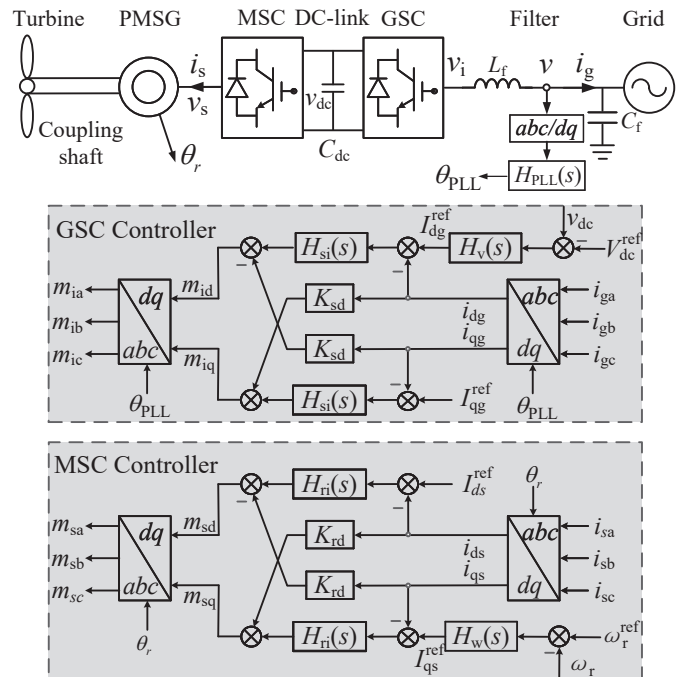 Turbine PMSG MSC DC-link GSC Filter Grid
i_s v_i L_f v i_g
v_s v_dc abc/dq C_f
Coupling
shaft θ_r C_dc θ_PLL H_PLL(s)
GSC Controller I_dg^ref v_dc
H_si(s) H_v(s) − V_dc^ref
− −
m_ia dq m_id K_sd abc i_ga
m_ib i_dg i_gb
m_ic abc m_iq K_sd i_qg dq i_gc
−
θ_PLL H_si(s) I_qg^ref θ_PLL
MSC Controller
H_ri(s) I_ds^ref θ_r
− −
m_sa dq m_sd K_rd abc i_sa
m_sb i_ds i_sb
m_sc abc m_sq K_rd i_qs dq i_sc
−
θ_r H_ri(s) I_qs^ref H_w(s) − ω_r^ref
ω_r